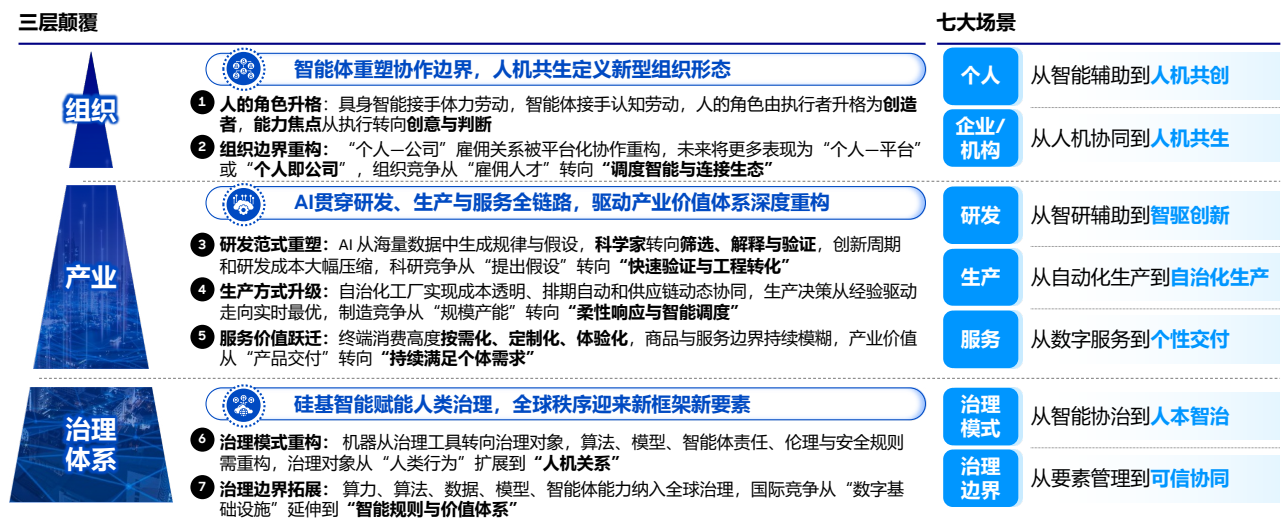 三层颠覆
七大场景
组织
智能体重塑协作边界，人机共生定义新型组织形态
1 人的角色升格：具身智能接手体力劳动，智能体接手认知劳动，人的角色由执行者升格为创造
者，能力焦点从执行转向创意与判断
2 组织边界重构：“个人—公司”雇佣关系被平台化协作重构，未来将更多表现为“个人—平台”
或“个人即公司”，组织竞争从“雇佣人才”转向“调度智能与连接生态”
个人
从智能辅助到人机共创
企业/
机构
从人机协同到人机共生
产业
AI贯穿研发、生产与服务全链路，驱动产业价值体系深度重构
3 研发范式重塑：AI 从海量数据中生成规律与假设，科学家转向筛选、解释与验证，创新周期
和研发成本大幅压缩，科研竞争从“提出假设”转向“快速验证与工程转化”
4 生产方式升级：自治化工厂实现成本透明、排期自动和供应链动态协同，生产决策从经验驱动
走向实时最优，制造竞争从“规模产能”转向“柔性响应与智能调度”
5 服务价值跃迁：终端消费高度按需化、定制化、体验化，商品与服务边界持续模糊，产业价值
从“产品交付”转向“持续满足个体需求”
研发
从智研辅助到智驱创新
生产
从自动化生产到自治化生产
服务
从数字服务到个性交付
治理
体系
硅基智能赋能人类治理，全球秩序迎来新框架新要素
6 治理模式重构：机器从治理工具转向治理对象，算法、模型、智能体责任、伦理与安全规则
需重构，治理对象从“人类行为”扩展到“人机关系”
7 治理边界拓展：算力、算法、数据、模型、智能体能力纳入全球治理，国际竞争从“数字基
础设施”延伸到“智能规则与价值体系”
治理
模式
从智能协治到人本智治
治理
边界
从要素管理到可信协同